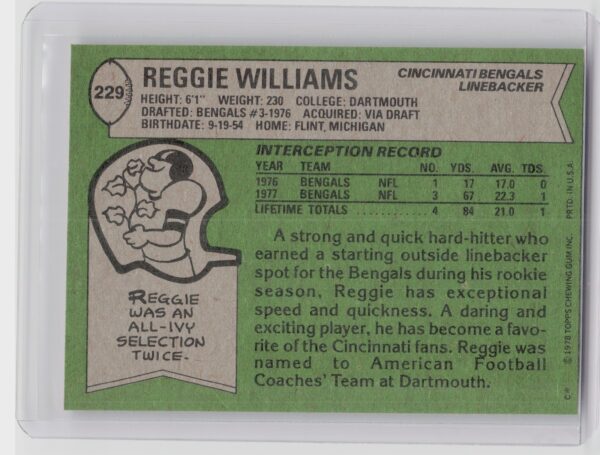 229
REGGIE WILLIAMS
CINCINNATI BENGALS
LINEBACKER
HEIGHT: 6'1" WEIGHT: 230 COLLEGE: DARTMOUTH
DRAFTED: BENGALS #3-1976 ACQUIRED: VIA DRAFT
BIRTHDATE: 9-19-54 HOME: FLINT, MICHIGAN
INTERCEPTION RECORD
YEAR TEAM NO. YDS. AVG. TDS.
1976 BENGALS NFL 1 17 17.0 0
1977 BENGALS NFL 3 67 22.3 1
LIFETIME TOTALS ............ 4 84 21.0 1
A strong and quick hard-hitter who
earned a starting outside linebacker
spot for the Bengals during his rookie
season, Reggie has exceptional
speed and quickness. A daring and
exciting player, he has become a favo-
rite of the Cincinnati fans. Reggie was
named to American Football
Coaches' Team at Dartmouth.
REGGIE
WAS AN
ALL-IVY
SELECTION
TWICE.
© 1978 TOPPS CHEWING GUM INC. PRTD. IN U.S.A.